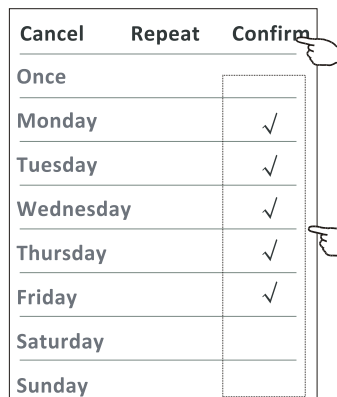 Cancel Repeat Confirm
Once
Monday √
Tuesday √
Wednesday √
Thursday √
Friday √
Saturday
Sunday